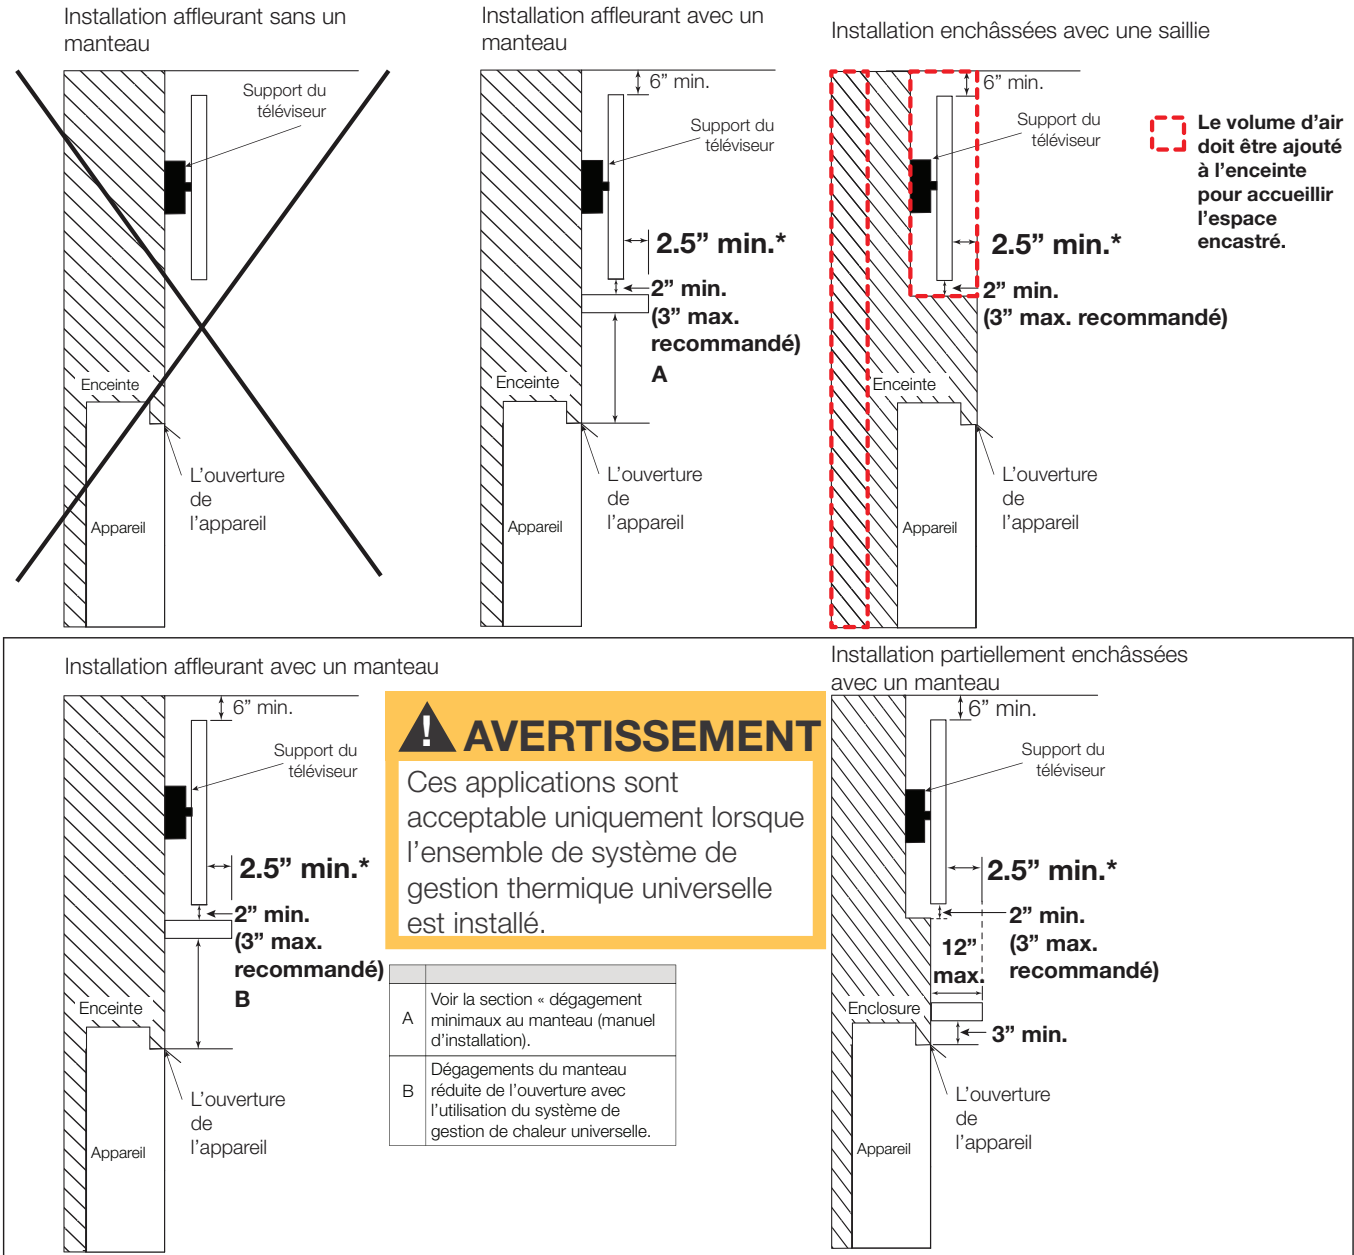 Installation affleurant sans un
manteau
Support du
téléviseur
Enceinte
L'ouverture
de
l'appareil
Appareil
Installation affleurant avec un
manteau
6” min.
Support du
téléviseur
2.5” min.*
2” min.
(3” max.
recommandé)
A
Enceinte
L’ouverture
de
l’appareil
Appareil
Installation enchâssées avec une saillie
6” min.
Support du
téléviseur
2.5” min.*
2” min.
(3” max. recommandé)
Enceinte
L’ouverture
de
l’appareil
Appareil
Le volume d’air
doit être ajouté
à l’enceinte
pour accueillir
l’espace
encastré.
Installation affleurant avec un manteau
6” min.
Support du
téléviseur
2.5” min.*
2” min.
(3” max.
recommandé)
B
Enceinte
L’ouverture
de
l’appareil
Appareil
! AVERTISSEMENT
Ces applications sont
acceptable uniquement lorsque
l’ensemble de système de
gestion thermique universelle
est installé.
A
Voir la section « dégagement
minimaux au manteau (manuel
d’installation).
B
Dégagements du manteau
réduite de l’ouverture avec
l’utilisation du système de
gestion de chaleur universelle.
Installation partiellement enchâssées
avec un manteau
6” min.
Support du
téléviseur
2.5” min.*
2” min.
(3” max.
recommandé)
12”
max.
Enclosure
3” min.
L’ouverture
de
l’appareil
Appareil